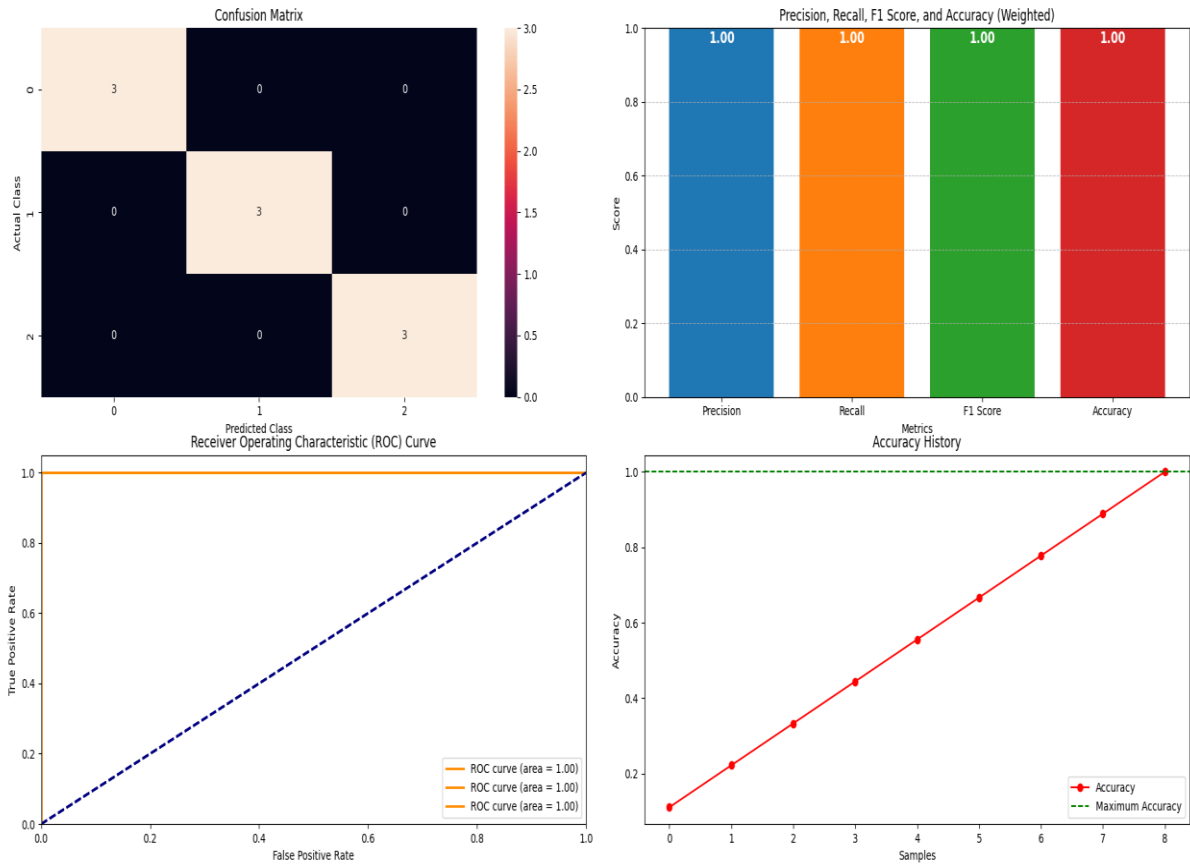 Confusion Matrix
3 0 0
0 3 0
0 0 3
0
1
2
Actual Class
0 1 2
Predicted Class
3.0
2.5
2.0
1.5
1.0
0.5
0.0
Precision, Recall, F1 Score, and Accuracy (Weighted)
1.00 1.00 1.00 1.00
1.0
0.8
0.6
0.4
0.2
0.0
Score
Precision Recall F1 Score Accuracy
Metrics
Receiver Operating Characteristic (ROC) Curve
1.0
0.8
0.6
0.4
0.2
0.0
True Positive Rate
ROC curve (area = 1.00)
ROC curve (area = 1.00)
ROC curve (area = 1.00)
0.0 0.2 0.4 0.6 0.8 1.0
False Positive Rate
Accuracy History
1.0
0.8
0.6
0.4
0.2
Accuracy
Accuracy
Maximum Accuracy
0 1 2 3 4 5 6 7 8
Samples